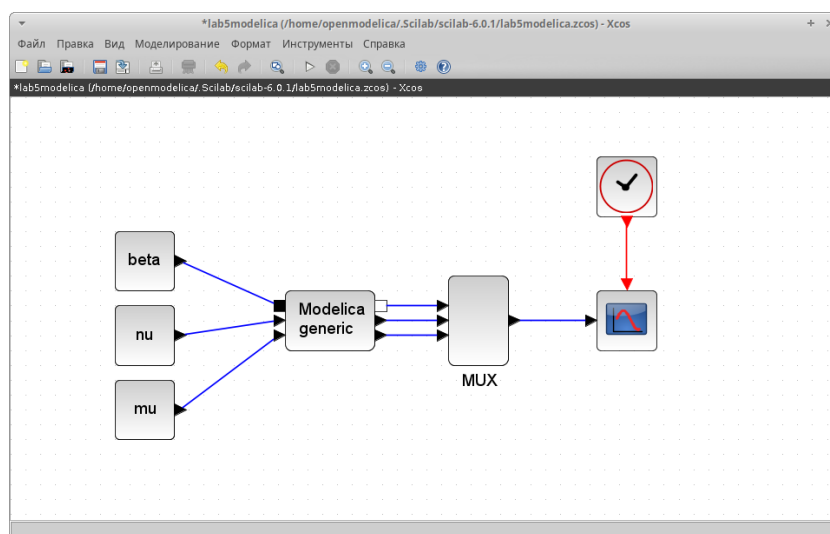 *lab5modelica (/home/openmodelica/.Scilab/scilab-6.0.1/lab5modelica.zcos) - Xcos
Файл Правка Вид Моделирование Формат Инструменты Справка
*lab5modelica (/home/openmodelica/.Scilab/scilab-6.0.1/lab5modelica.zcos) - Xcos
beta
Modelica
generic
nu
MUX
mu